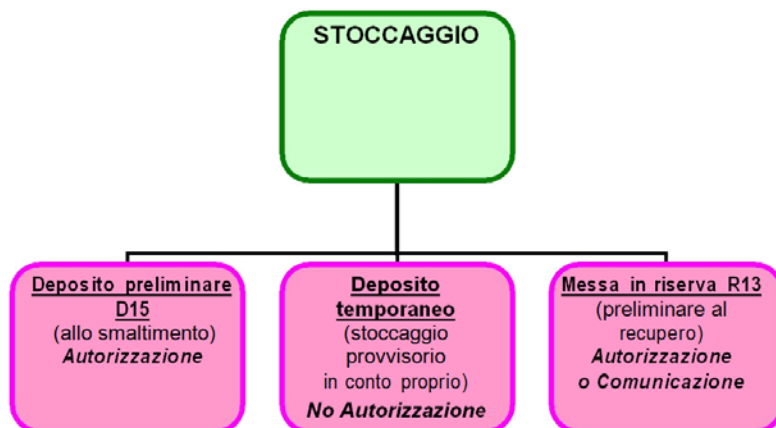 STOCCAGGIO
Deposito preliminare
D15
(allo smaltimento)
Autorizzazione
Deposito
temporaneo
(stoccaggio
provvisorio
in conto proprio)
No Autorizzazione
Messa in riserva R13
(preliminare al
recupero)
Autorizzazione
o Comunicazione